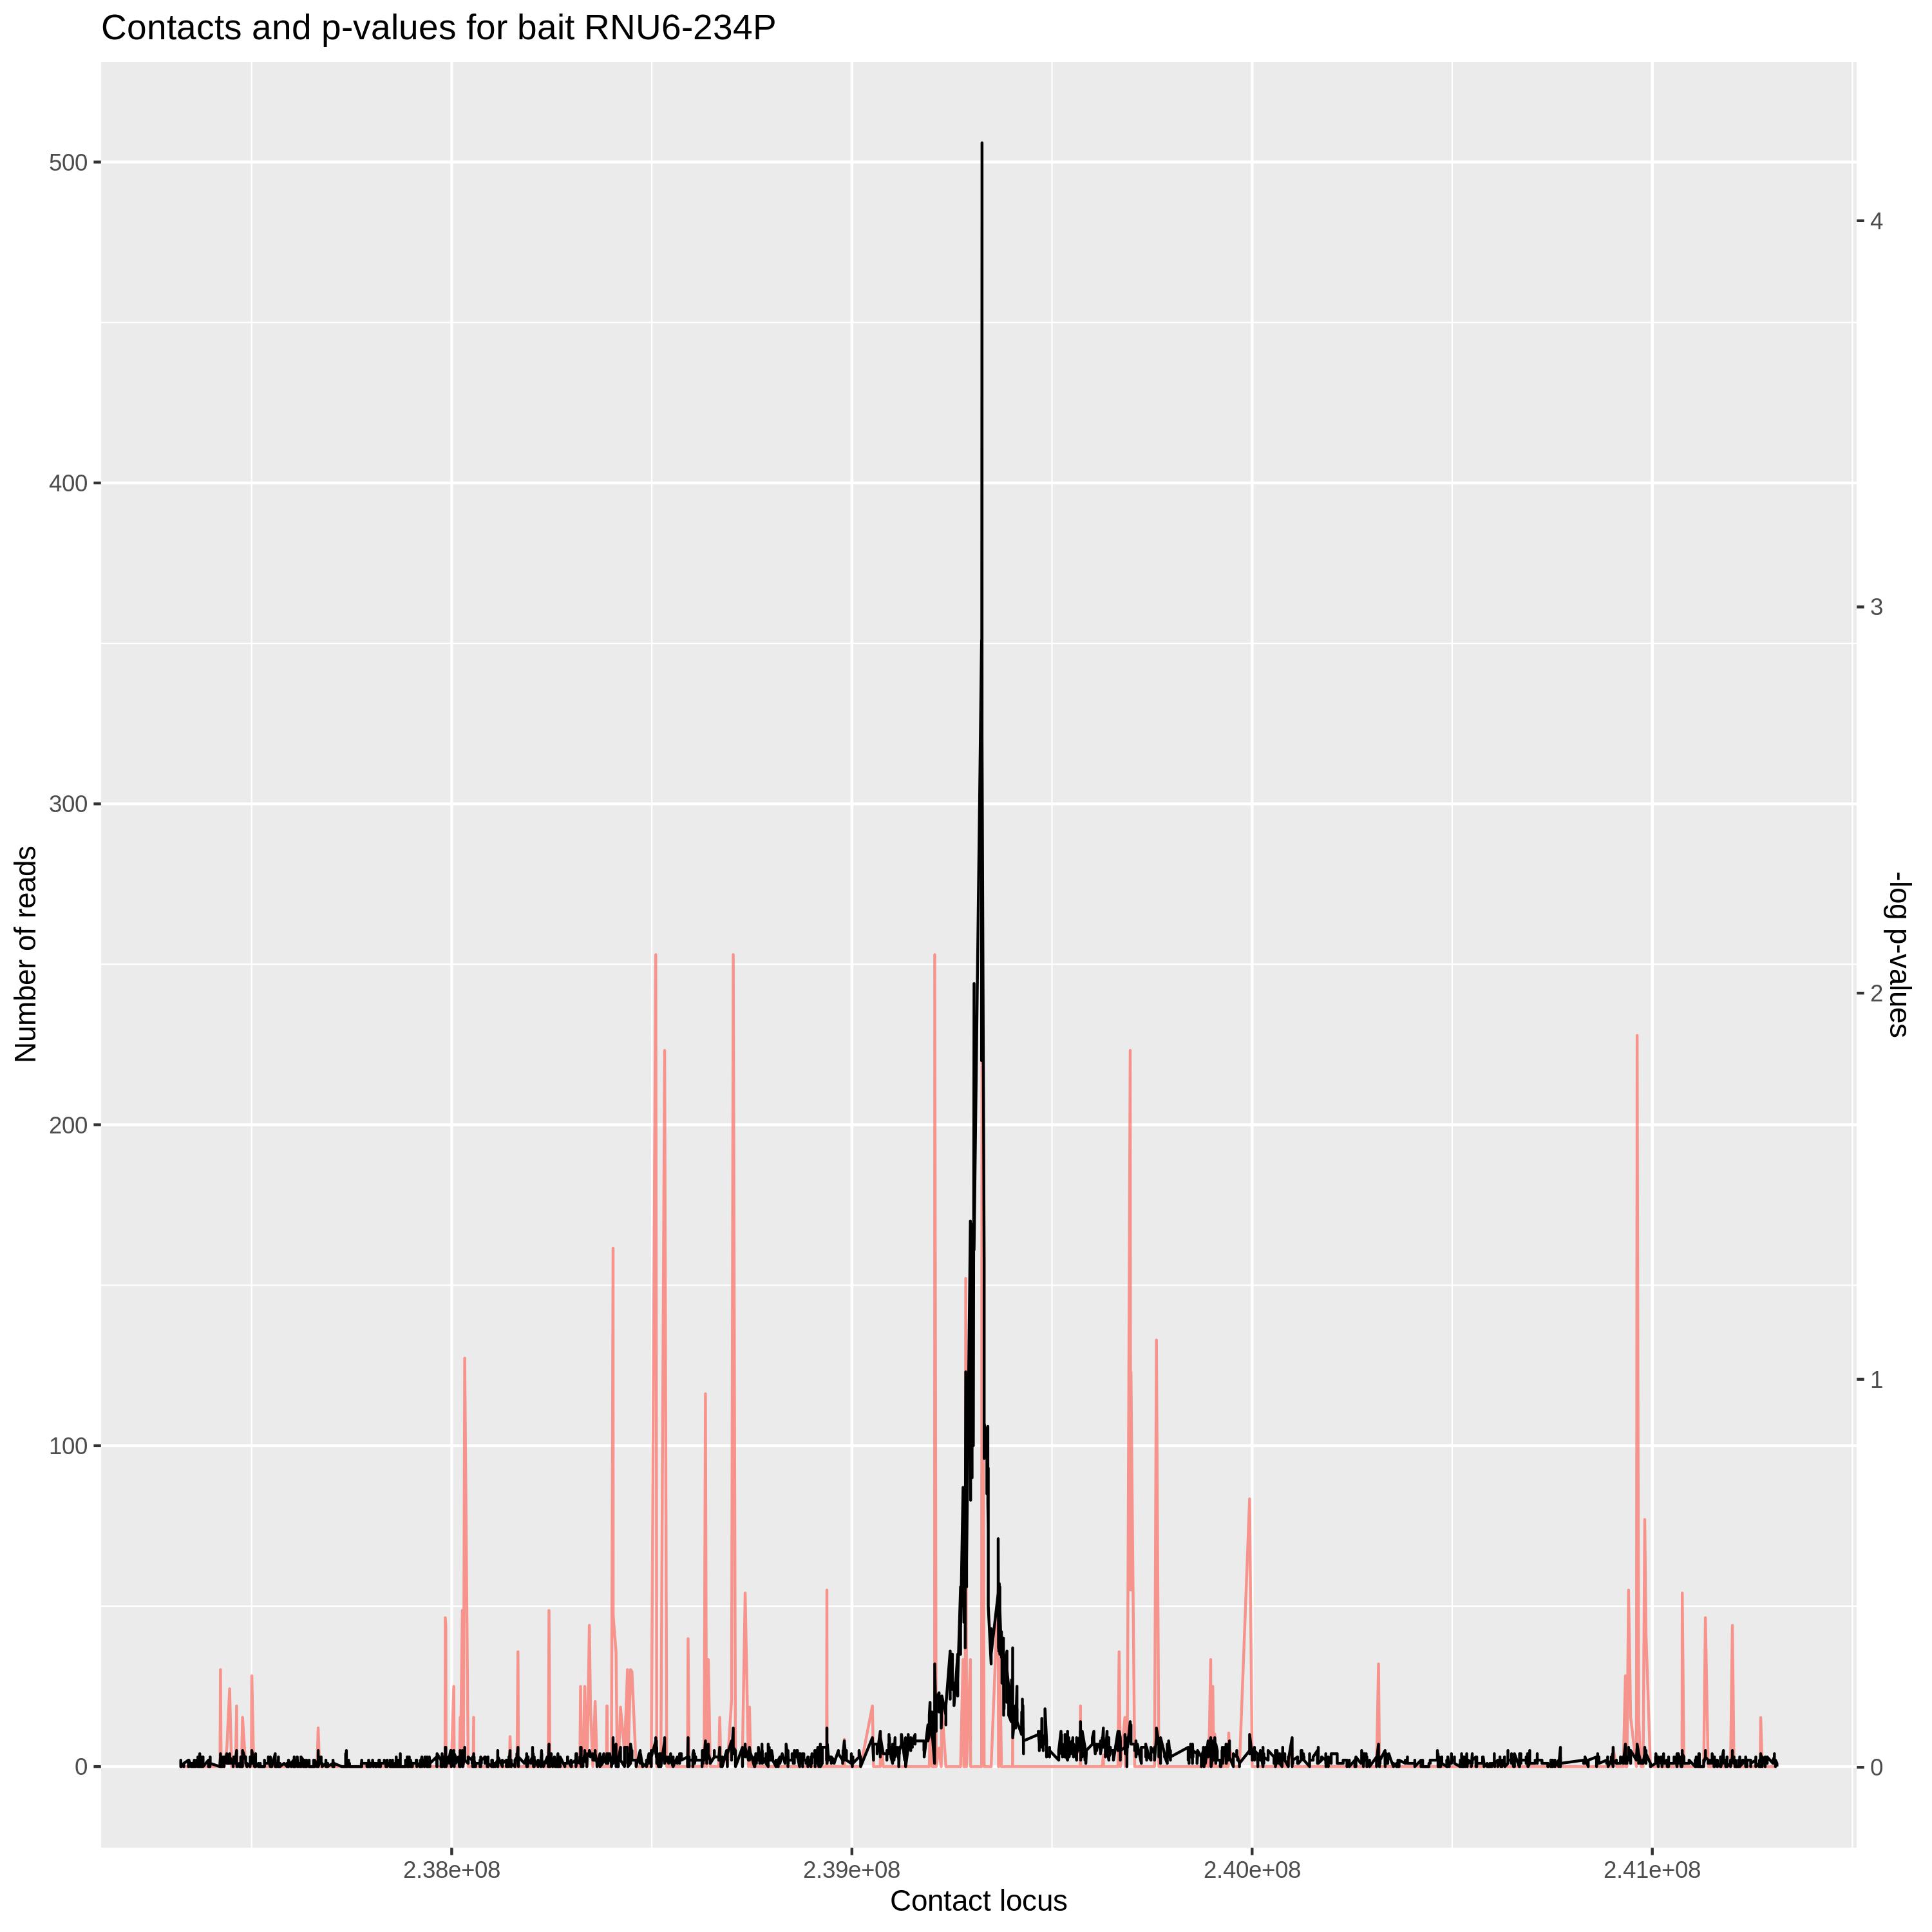 Contacts and p-values for bait RNU6-234P
500
400
300
200
100
0
Number of reads
4
3
2
1
0
-log p-values
2.38e+08
2.39e+08
2.40e+08
2.41e+08
Contact locus